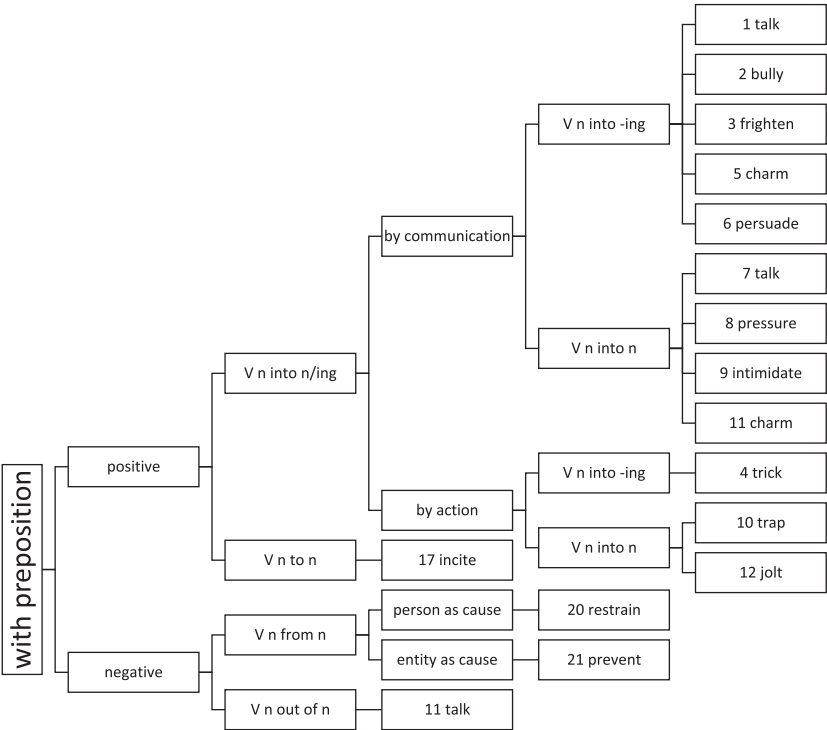 with preposition
positive
V n into n/ing
by communication
V n into -ing
1 talk
2 bully
3 frighten
5 charm
6 persuade
V n into n
7 talk
8 pressure
9 intimidate
11 charm
by action
V n into -ing
4 trick
V n into n
10 trap
12 jolt
V n to n
17 incite
negative
V n from n
person as cause
20 restrain
entity as cause
21 prevent
V n out of n
11 talk